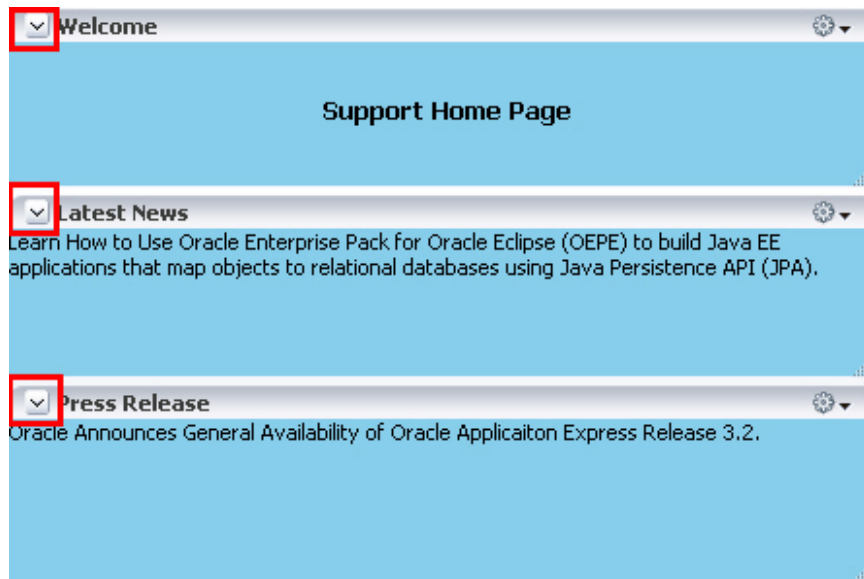 Welcome
Support Home Page
Latest News
Learn How to Use Oracle Enterprise Pack for Oracle Eclipse (OEPE) to build Java EE
applications that map objects to relational databases using Java Persistence API (JPA).
Press Release
Oracle Announces General Availability of Oracle Applicaiton Express Release 3.2.